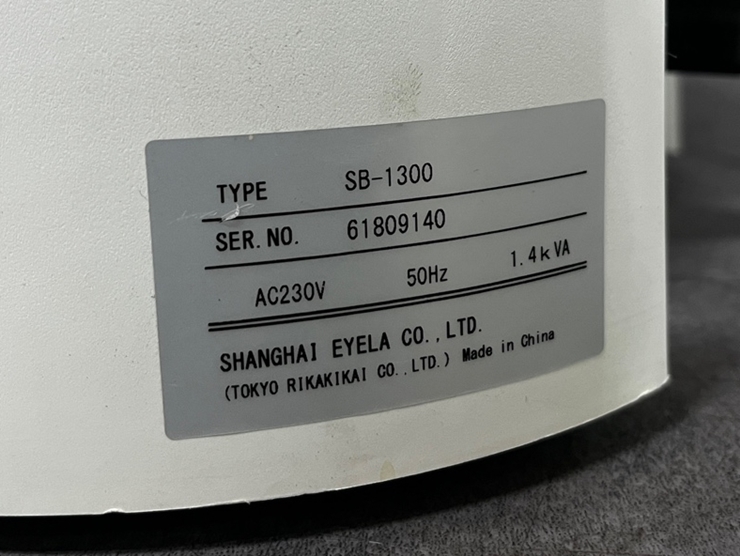 TYPE SB-1300
SER.NO. 61809140
AC230V 50Hz 1.4kVA
SHANGHAI EYELA CO.,LTD.
(TOKYO RIKAKIKAI CO.,LTD.) Made in China